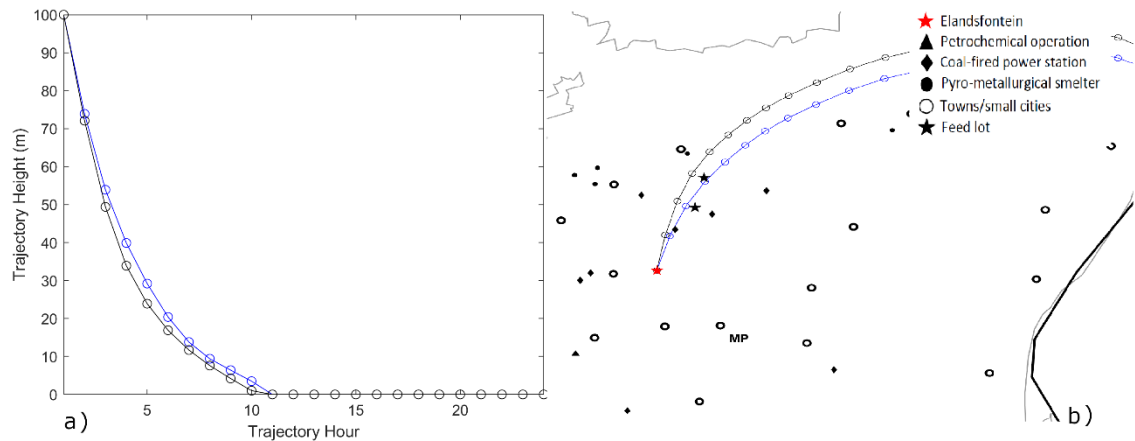 100
90
80
70
60
50
40
30
20
10
0
Trajectory Height (m)
5
10
15
20
Trajectory Hour
a)
Elandsfontein
Petrochemical operation
Coal-fired power station
Pyro-metallurgical smelter
Towns/small cities
Feed lot
MP
b)